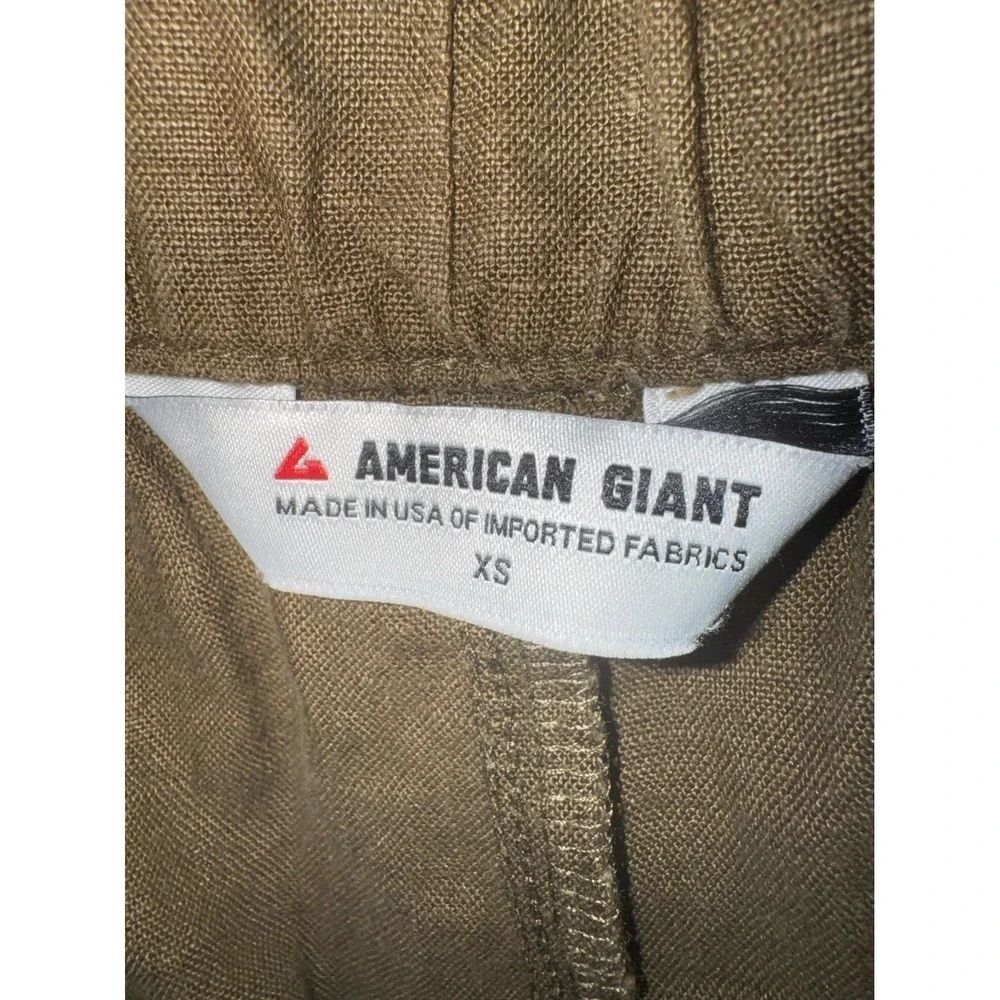 AMERICAN GIANT
MADE IN USA OF IMPORTED FABRICS
XS